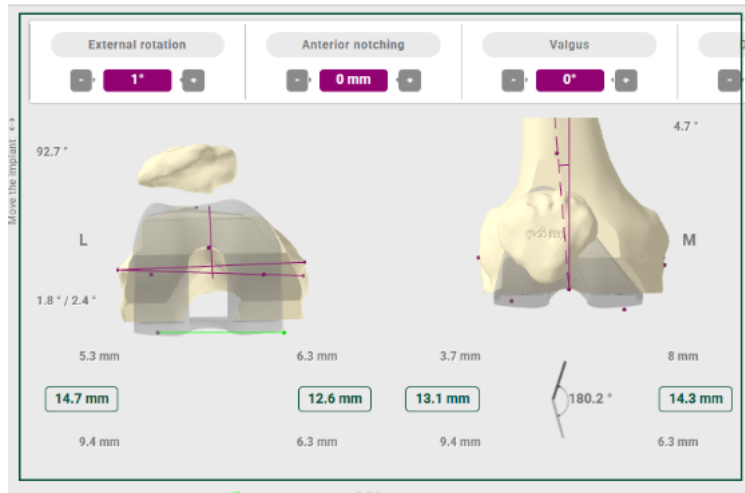 External rotation
Anterior notching
Valgus
- 1° +
- 0 mm +
- 0° +
-
Move the implant
92.7 °
4.7 °
L
M
1.8 ° / 2.4 °
5.3 mm
6.3 mm
3.7 mm
8 mm
14.7 mm
12.6 mm
13.1 mm
180.2 °
14.3 mm
9.4 mm
6.3 mm
9.4 mm
6.3 mm